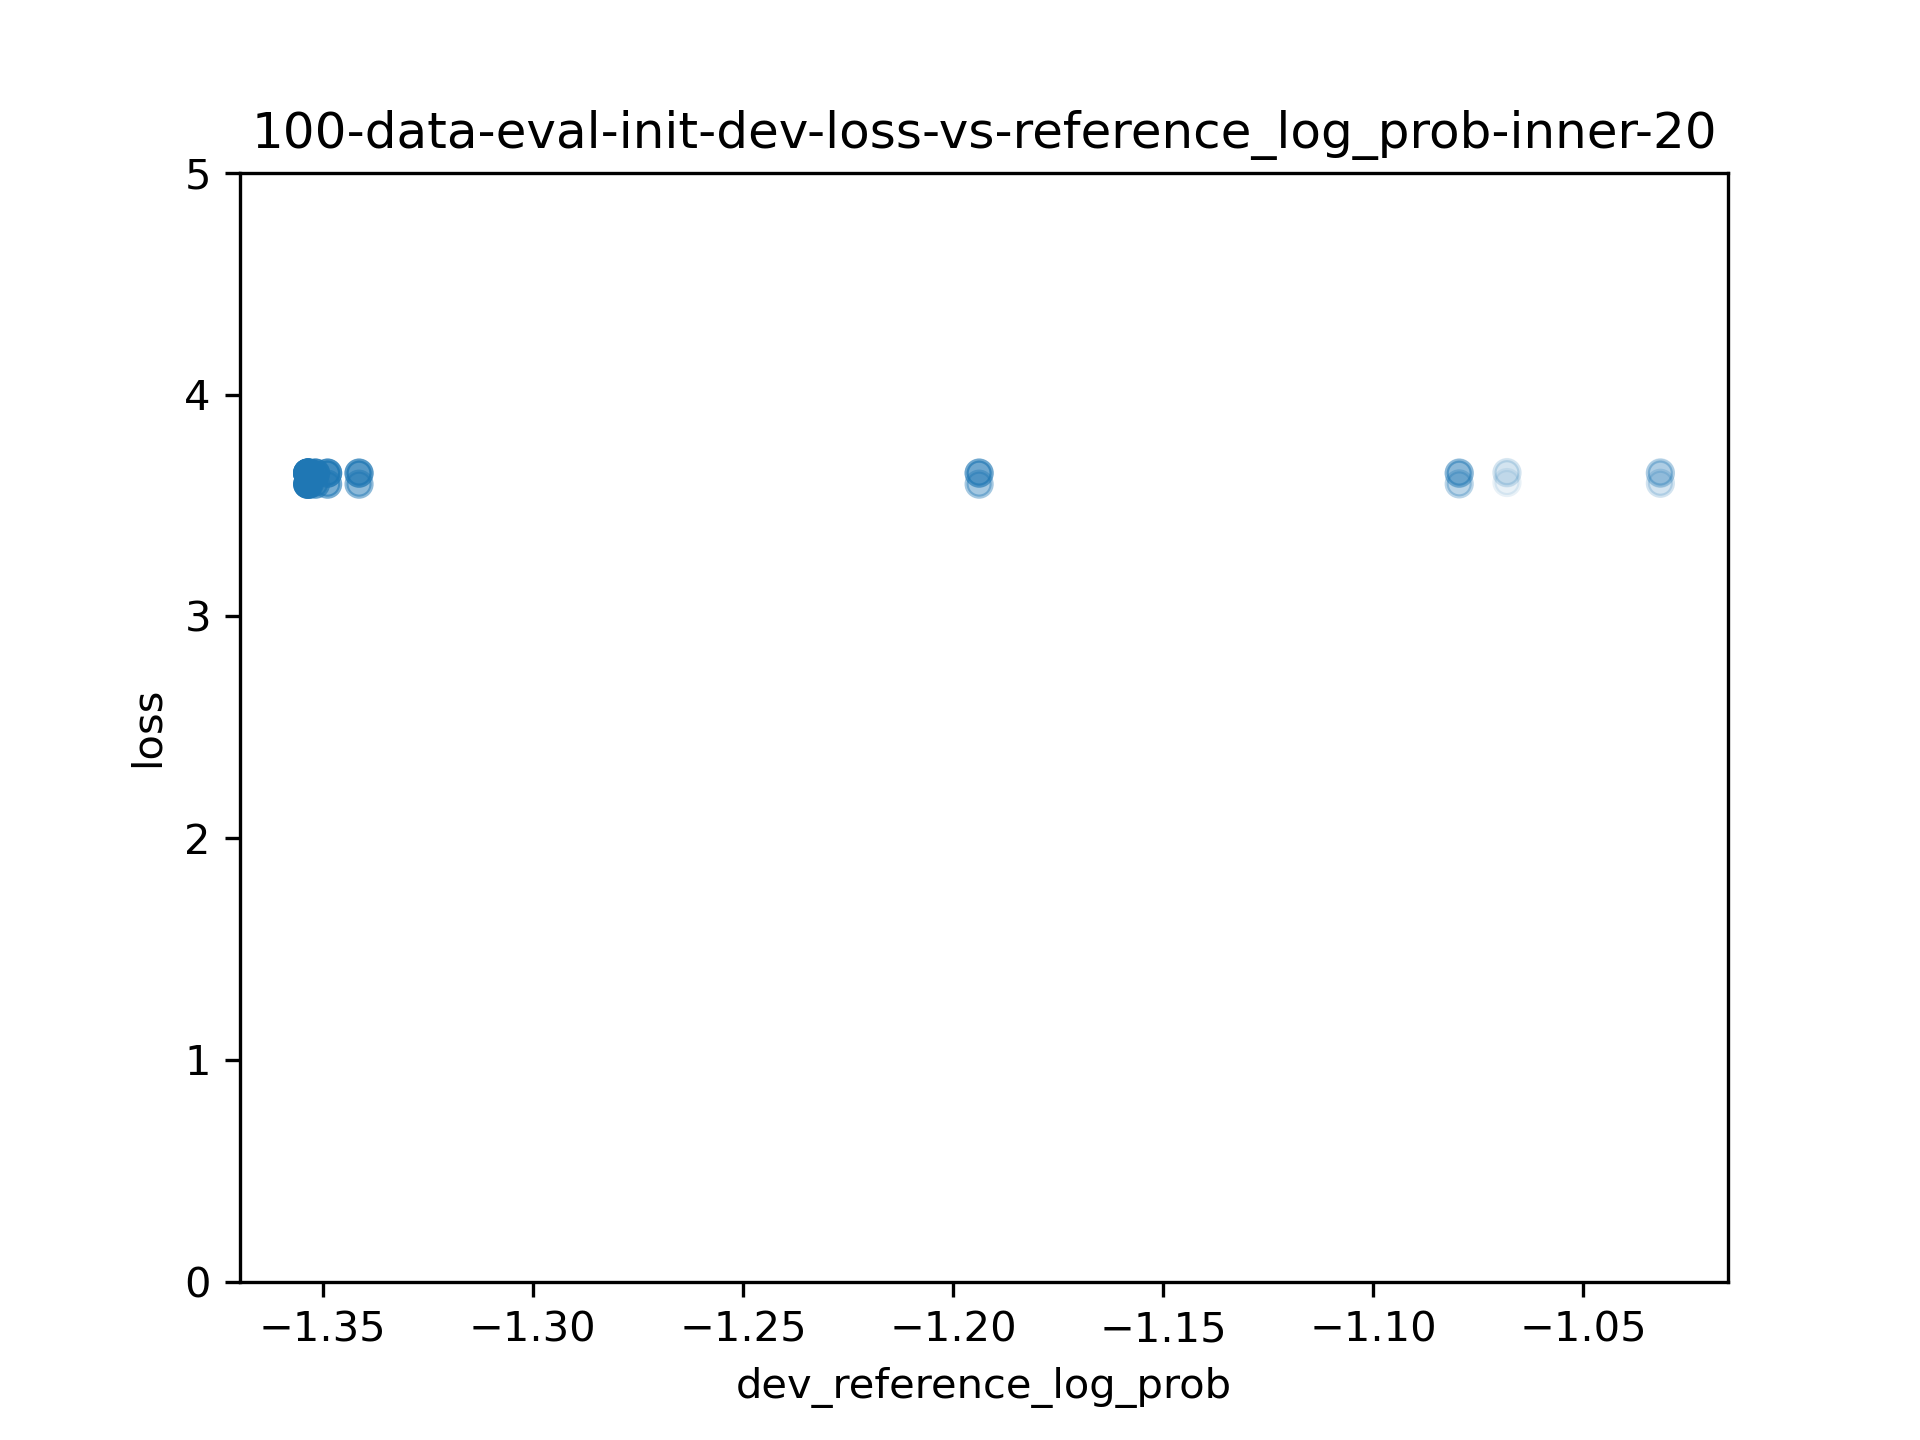 100-data-eval-init-dev-loss-vs-reference_log_prob-inner-20
5
4
3
2
1
0
loss
−1.35 −1.30 −1.25 −1.20 −1.15 −1.10 −1.05
dev_reference_log_prob